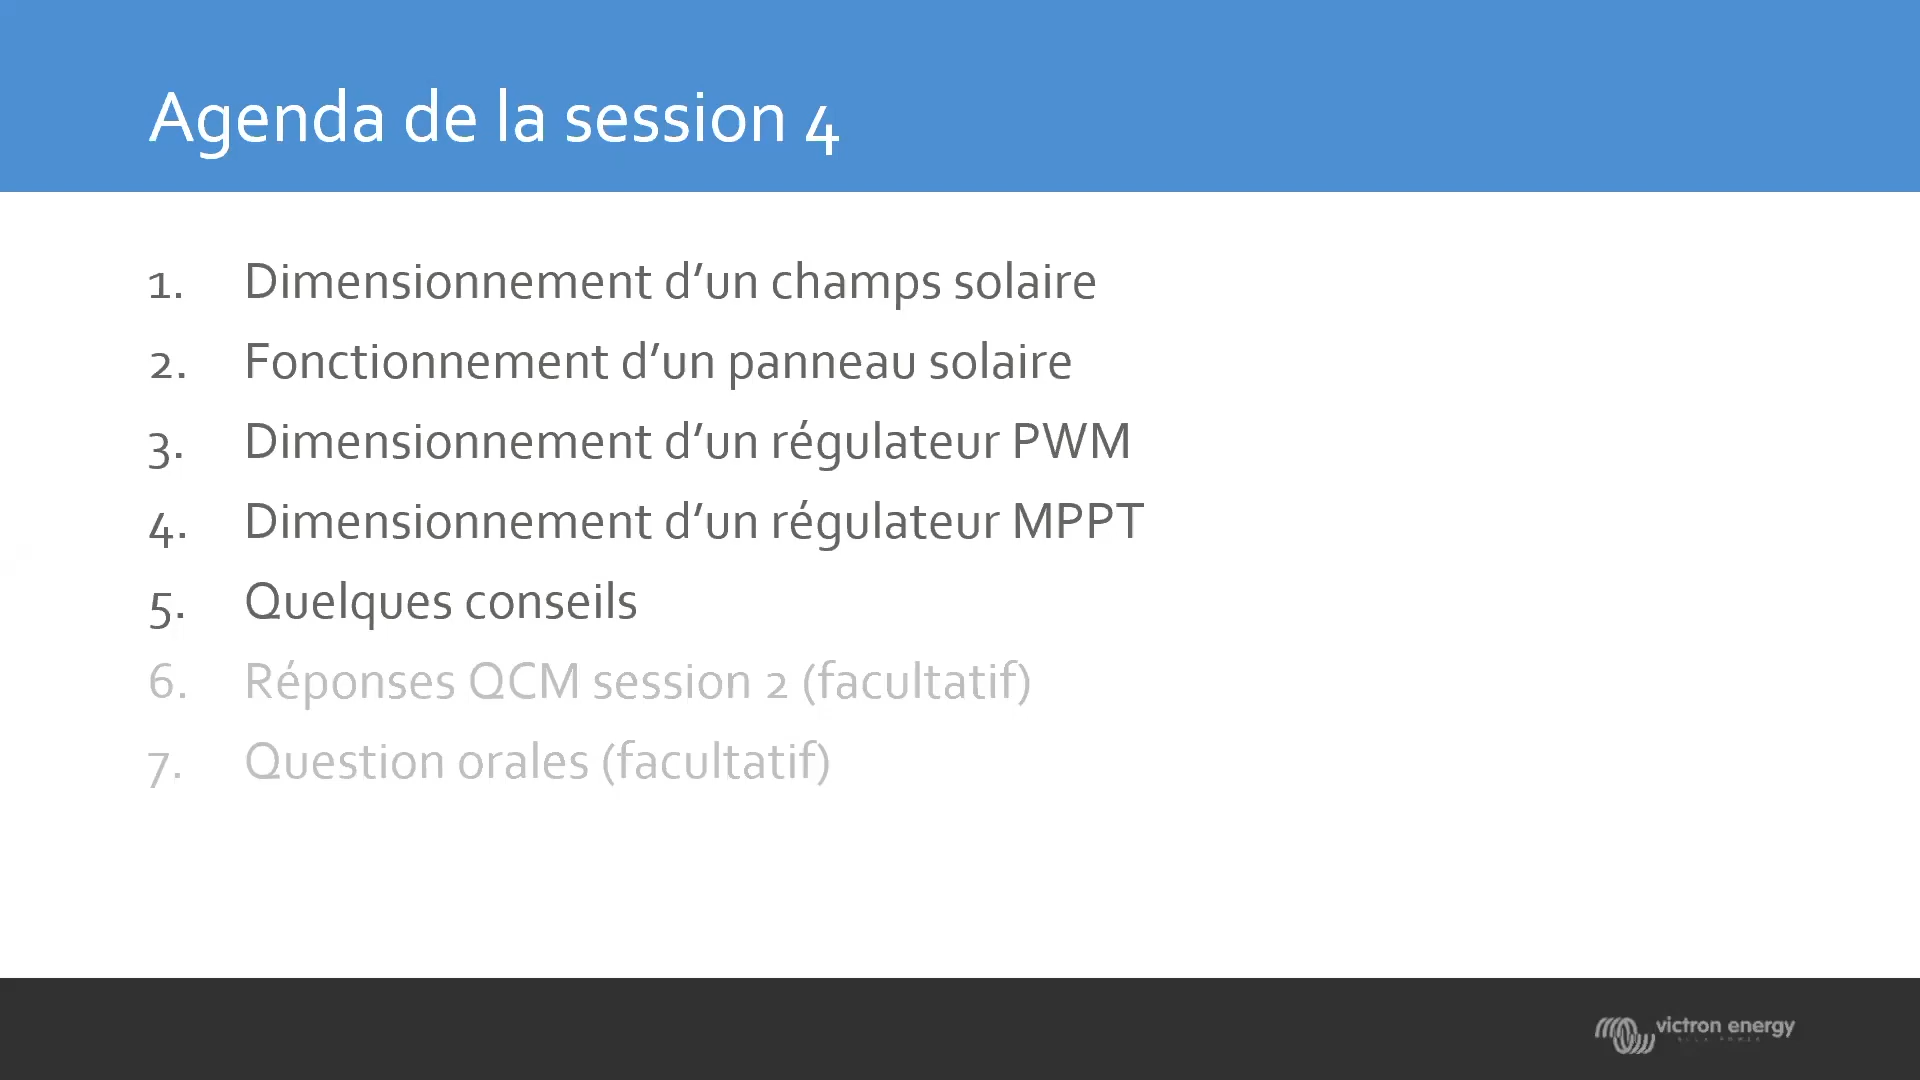 Agenda de la session 4
1. Dimensionnement d’un champs solaire
2. Fonctionnement d’un panneau solaire
3. Dimensionnement d’un régulateur PWM
4. Dimensionnement d’un régulateur MPPT
5. Quelques conseils
6. Réponses QCM session 2 (facultatif)
7. Question orales (facultatif)
victron energy